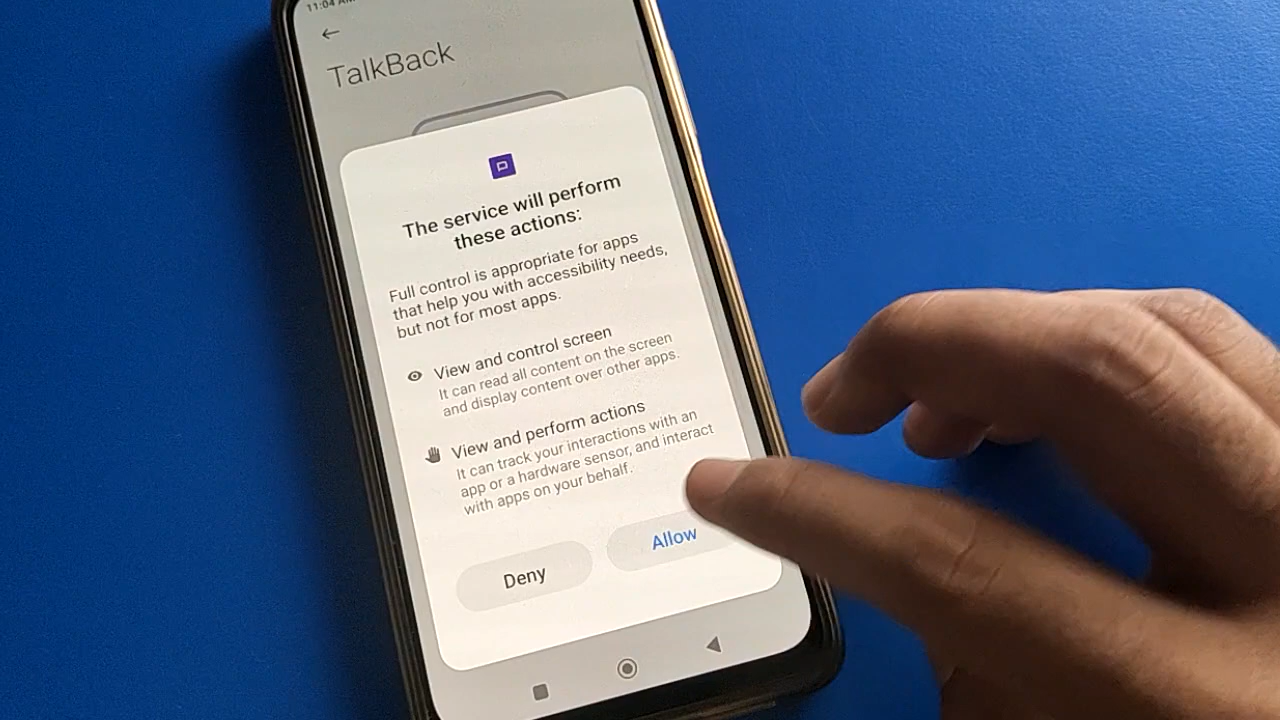 11:04 AM
TalkBack
The service will perform
these actions:
Full control is appropriate for apps
that help you with accessibility needs,
but not for most apps.
View and control screen
It can read all content on the screen
and display content over other apps.
View and perform actions
It can track your interactions with an
app or a hardware sensor, and interact
with apps on your behalf.
Deny
Allow